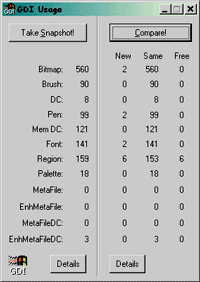 GDI Usage
Take Snapshot!
Compare!
New Same Free
Bitmap: 560 2 560 0
Brush: 90 0 90 0
DC: 8 0 8 0
Pen: 99 2 99 0
Mem DC: 121 0 121 0
Font: 141 2 141 0
Region: 159 6 153 6
Palette: 18 0 18 0
MetaFile: 0 0 0 0
EnhMetaFile: 0 0 0 0
MetaFileDC: 0 0 0 0
EnhMetaFileDC: 3 0 3 0
GDI
Details
Details